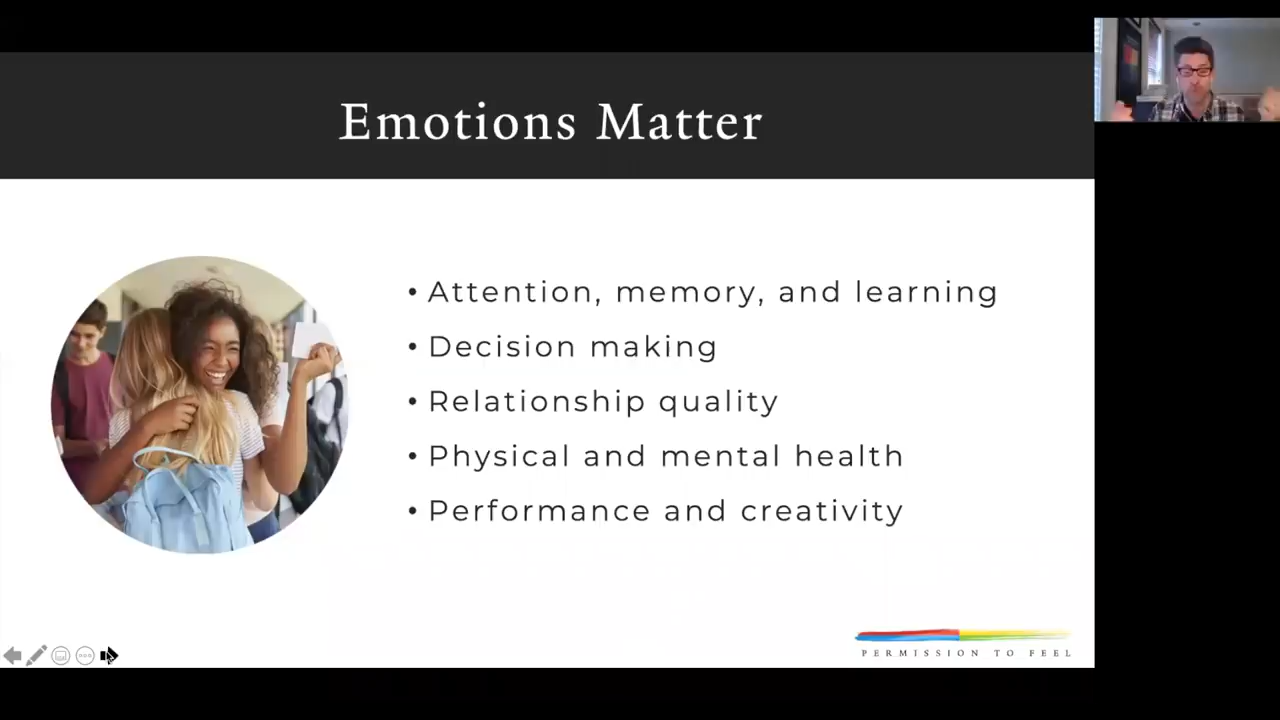 Emotions Matter
• Attention, memory, and learning
• Decision making
• Relationship quality
• Physical and mental health
• Performance and creativity
PERMISSION TO FEEL